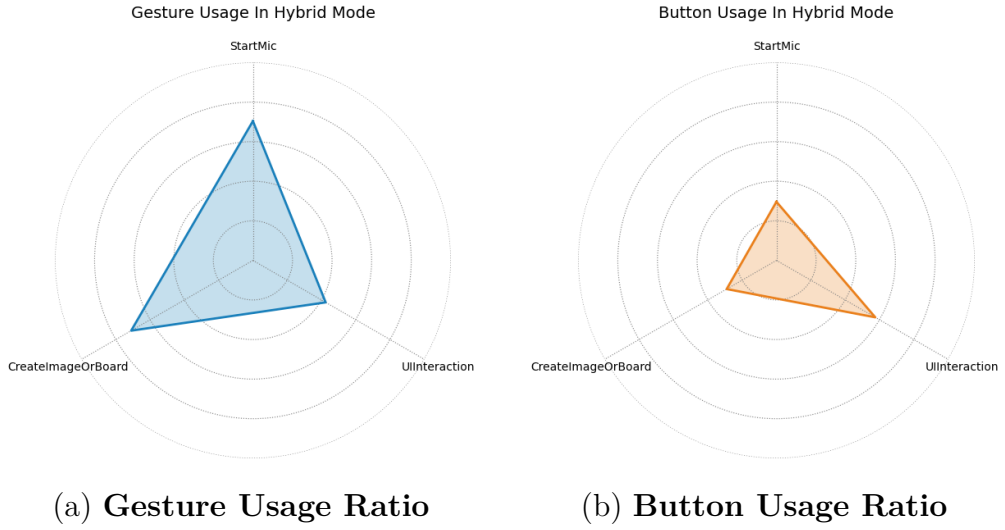 Gesture Usage In Hybrid Mode
StartMic
CreateImageOrBoard
UIInteraction
(a) Gesture Usage Ratio
Button Usage In Hybrid Mode
StartMic
CreateImageOrBoard
UIInteraction
(b) Button Usage Ratio